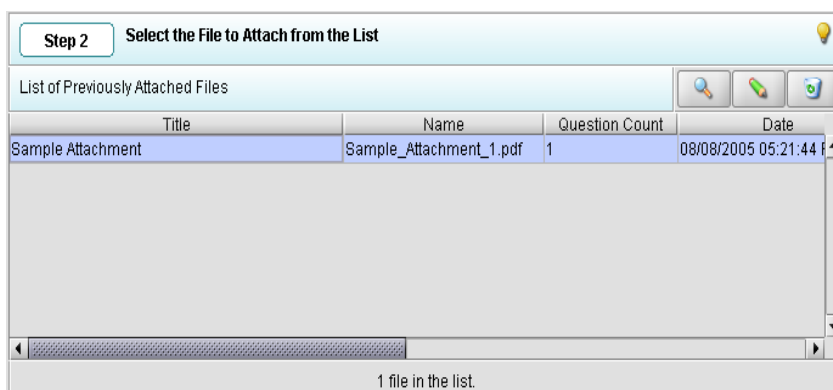 Step 2 Select the File to Attach from the List
List of Previously Attached Files
Title Name Question Count Date
Sample Attachment Sample_Attachment_1.pdf 1 08/08/2005 05:21:44
1 file in the list.